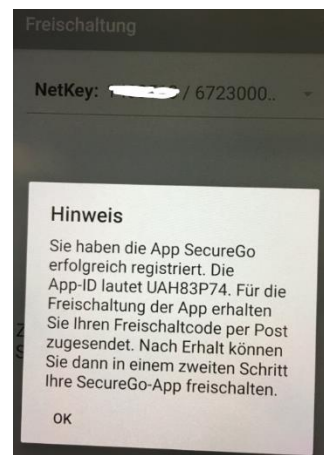 Freischaltung
NetKey: / 6723000..
Hinweis
Sie haben die App SecureGo
erfolgreich registriert. Die
App-ID lautet UAH83P74. Für die
Freischaltung der App erhalten
Sie Ihren Freischaltcode per Post
zugesendet. Nach Erhalt können
Sie dann in einem zweiten Schritt
Ihre SecureGo-App freischalten.
OK